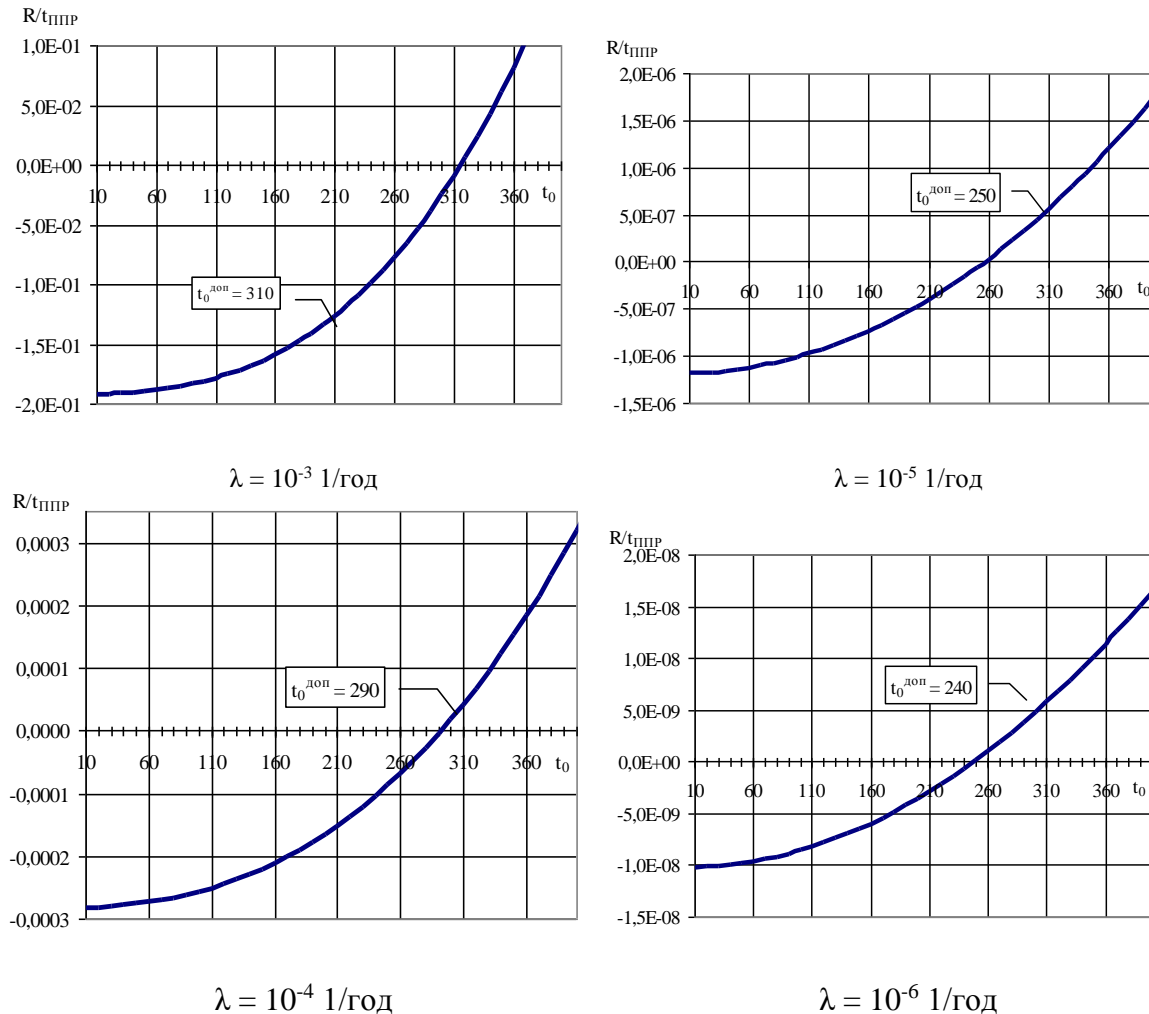 R/tППР
1,0E-01
5,0E-02
0,0E+00
10 60 110 160 210 260 310 360 t₀
-5,0E-02
-1,0E-01
t₀ᵈᵒⁿ = 310
-1,5E-01
-2,0E-01
λ = 10⁻³ 1/год
R/tППР
2,0E-06
1,5E-06
1,0E-06
t₀доп = 250
5,0E-07
0,0E+00
10 60 110 160 210 260 310 360 t₀
-5,0E-07
-1,0E-06
-1,5E-06
λ = 10⁻⁵ 1/год
R/tППР
0,0003
0,0002
0,0001
t₀доп = 290
0,0000
10 60 110 160 210 260 310 360 t₀
-0,0001
-0,0002
-0,0003
λ = 10⁻⁴ 1/год
R/tППР
2,0E-08
1,5E-08
1,0E-08
t₀доп = 240
5,0E-09
0,0E+00
10 60 110 160 210 260 310 360 t₀
-5,0E-09
-1,0E-08
-1,5E-08
λ = 10⁻⁶ 1/год